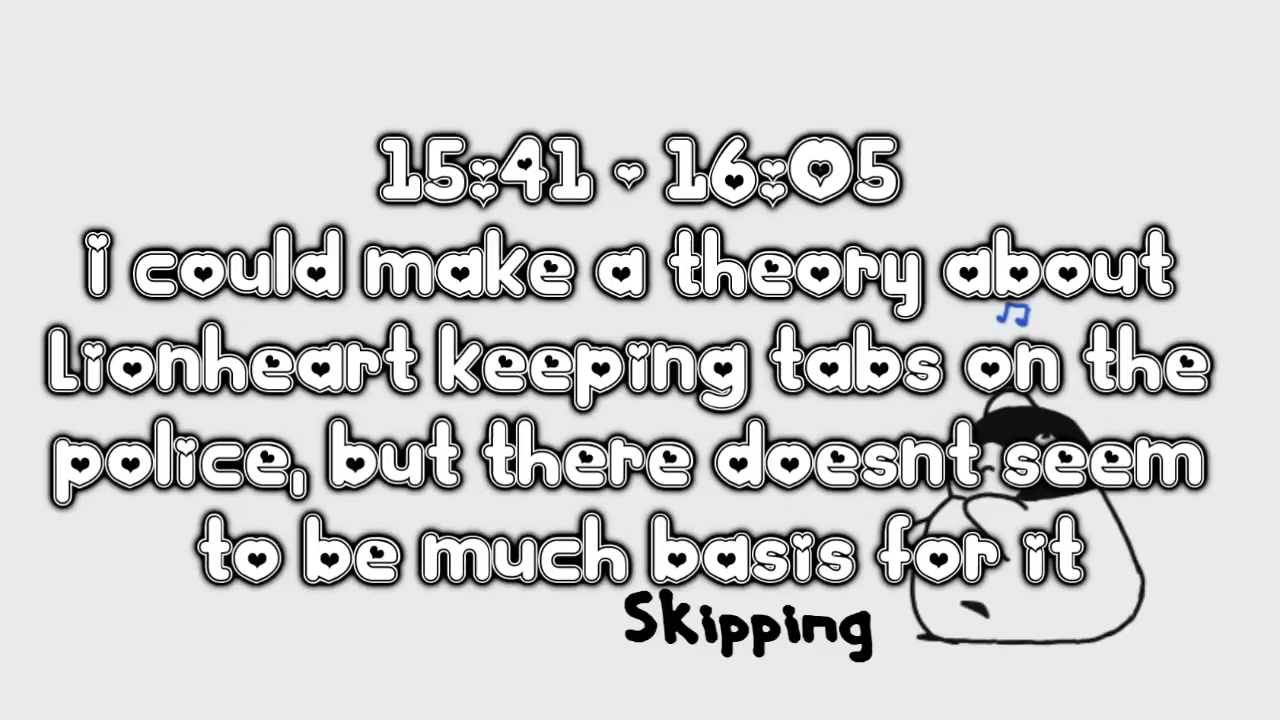 15:41 - 16:05
i could make a theory about
Lionheart keeping tabs on the
police, but there doesnt seem
to be much basis for it
Skipping